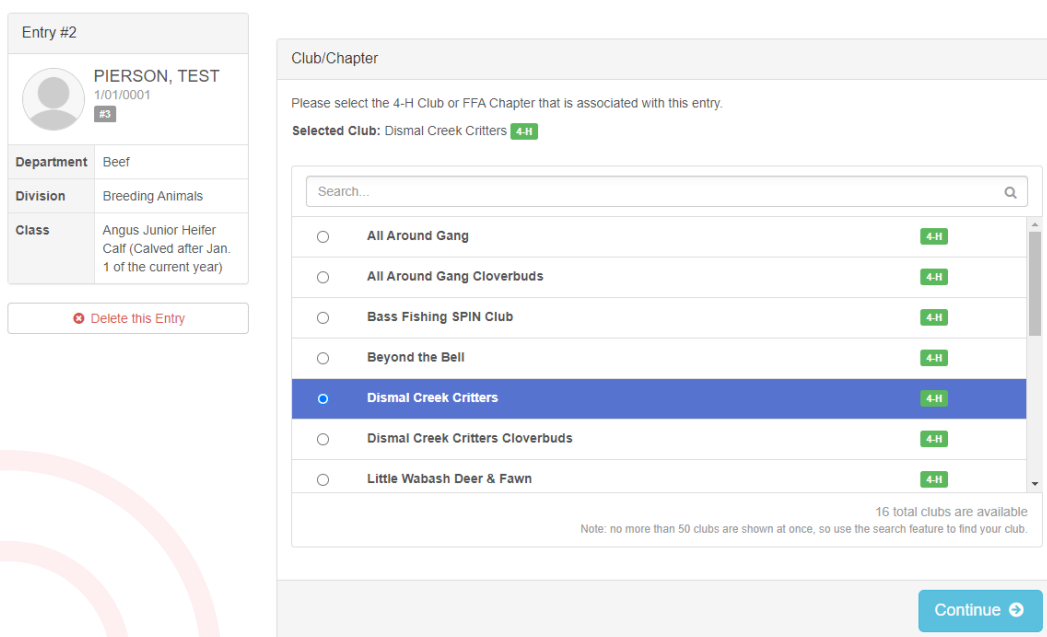 Entry #2
PIERSON, TEST
1/01/0001
#3
Department Beef
Division Breeding Animals
Class Angus Junior Heifer
Calf (Calved after Jan.
1 of the current year)
Delete this Entry
Club/Chapter
Please select the 4-H Club or FFA Chapter that is associated with this entry.
Selected Club: Dismal Creek Critters 4-H
Search...
All Around Gang 4-H
All Around Gang Cloverbuds 4-H
Bass Fishing SPIN Club 4-H
Beyond the Bell 4-H
Dismal Creek Critters 4-H
Dismal Creek Critters Cloverbuds 4-H
Little Wabash Deer & Fawn 4-H
16 total clubs are available
Note: no more than 50 clubs are shown at once, so use the search feature to find your club.
Continue